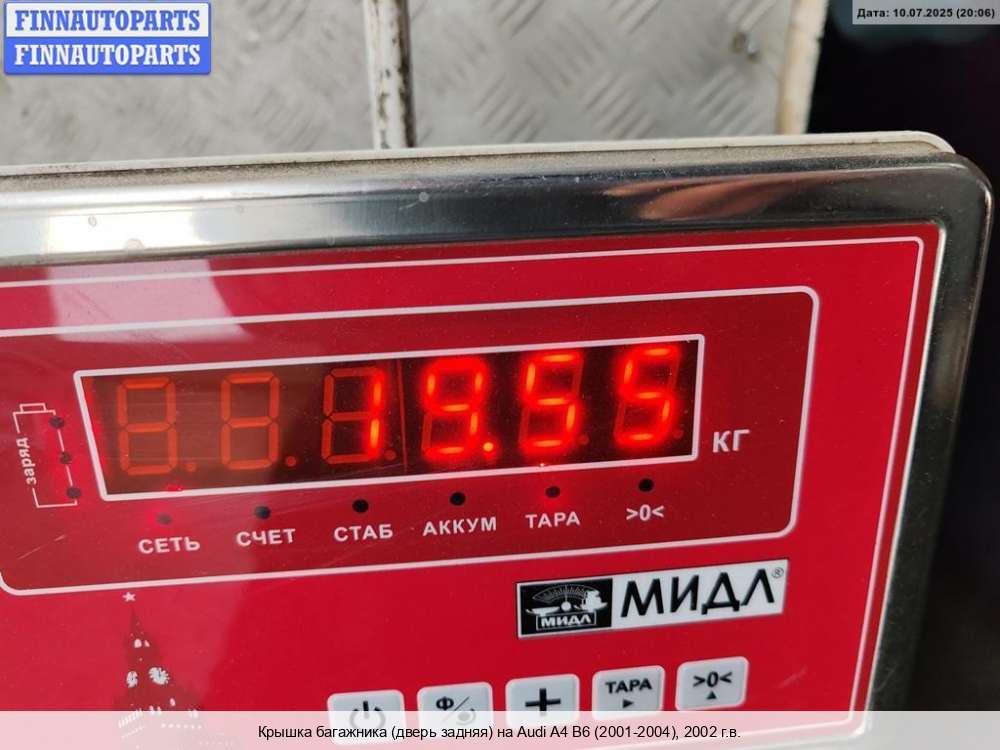 FINNAUTOPARTS
FINNAUTOPARTS
Дата: 10.07.2025 (20:06)
14.55
КГ
заряд
СЕТЬ СЧЕТ СТАБ АККУМ ТАРА >0<
МИДЛ МИДЛ®
Ф ТАРА >0<
Крышка багажника (дверь задняя) на Audi A4 B6 (2001-2004), 2002 г.в.